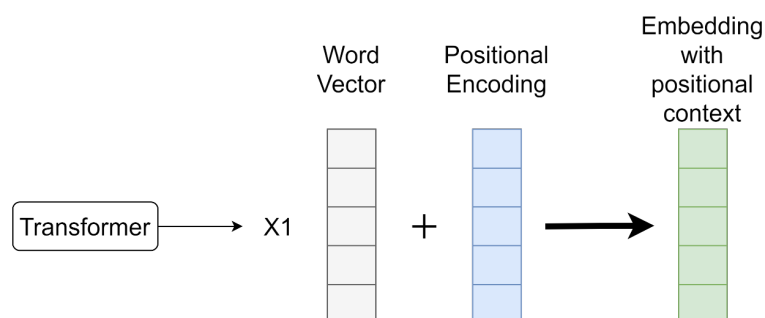 Word
Vector
Positional
Encoding
Embedding
with
positional
context
Transformer
X1
+